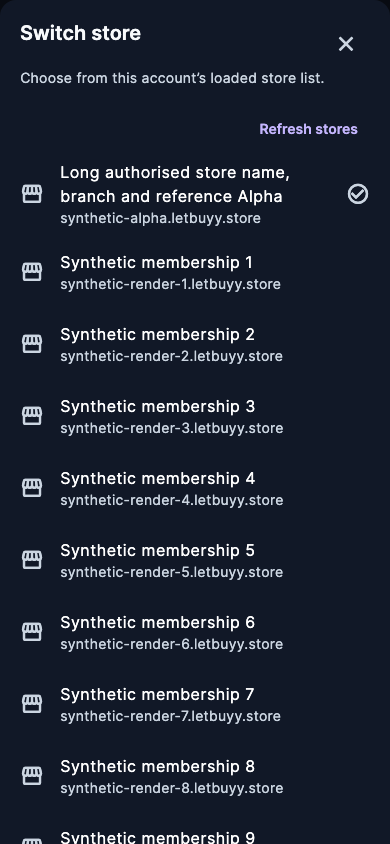 Switch store
Choose from this account’s loaded store list.
Refresh stores
Long authorised store name,
branch and reference Alpha
synthetic-alpha.letbuyy.store
Synthetic membership 1
synthetic-render-1.letbuyy.store
Synthetic membership 2
synthetic-render-2.letbuyy.store
Synthetic membership 3
synthetic-render-3.letbuyy.store
Synthetic membership 4
synthetic-render-4.letbuyy.store
Synthetic membership 5
synthetic-render-5.letbuyy.store
Synthetic membership 6
synthetic-render-6.letbuyy.store
Synthetic membership 7
synthetic-render-7.letbuyy.store
Synthetic membership 8
synthetic-render-8.letbuyy.store
Synthetic membership 9